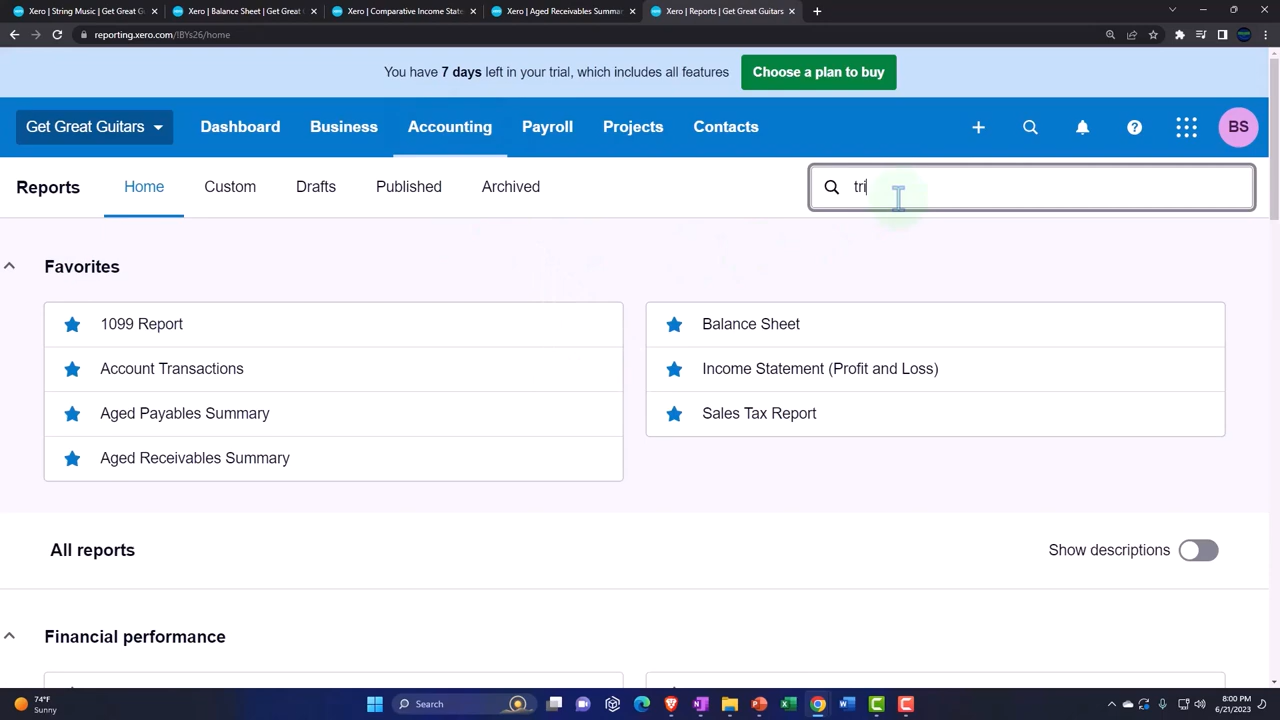 Xero | String Music | Get G
Xero | Balance Sheet | Get Great
Xero | Comparative Income State
Xero | Aged Receivables Summar
Xero | Reports | Get Great Guitars
reporting.xero.com/!BYs26/home
You have 7 days left in your trial, which includes all features
Choose a plan to buy
Get Great Guitars
Dashboard
Business
Accounting
Payroll
Projects
Contacts
BS
Reports
Home
Custom
Drafts
Published
Archived
tri
Favorites
1099 Report
Balance Sheet
Account Transactions
Income Statement (Profit and Loss)
Aged Payables Summary
Sales Tax Report
Aged Receivables Summary
All reports
Show descriptions
Financial performance
74°F
Sunny
Search
8:00 PM
6/21/2023